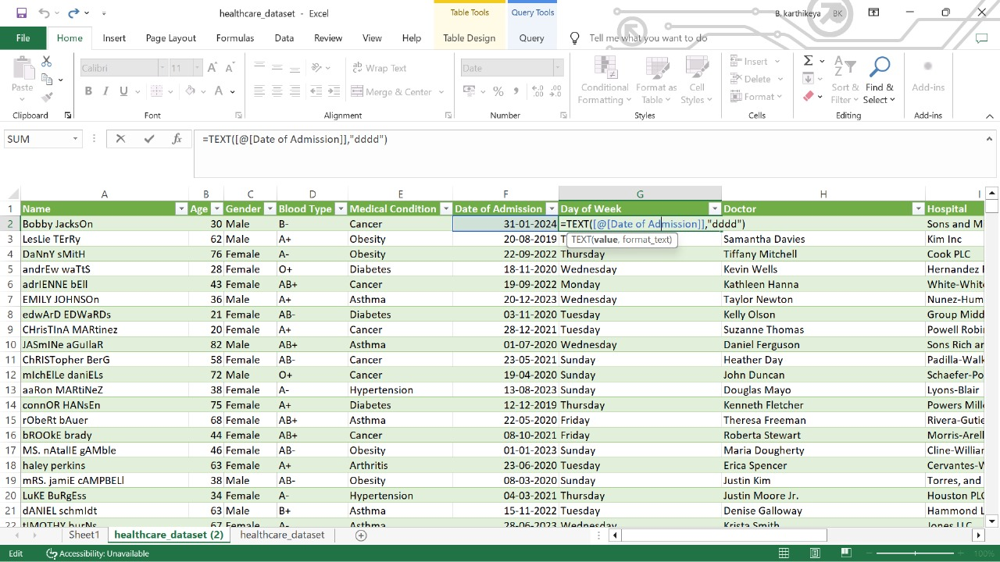 healthcare_dataset - Excel
Table Tools
Query Tools
B. karthikeya
BK
File
Home
Insert
Page Layout
Formulas
Data
Review
View
Help
Table Design
Query
Tell me what you want to do
Paste
Calibri
11
Wrap Text
Merge & Center
Date
Conditional Formatting
Format as Table
Cell Styles
Insert
Delete
Format
Sort & Filter
Find & Select
Add-ins
Clipboard
Font
Alignment
Number
Styles
Cells
Editing
Add-ins
SUM
fx
=TEXT([@[Date of Admission]],"dddd")
A B C D E F G H I
1 Name Age Gender Blood Type Medical Condition Date of Admission Day of Week Doctor Hospital
2 Bobby JacksOn 30 Male B- Cancer 31-01-2024 =TEXT([@[Date of Admission]],"dddd") Sons and M
TEXT(value, format_text)
3 LesLie TErRy 62 Male A+ Obesity 20-08-2019 T Samantha Davies Kim Inc
4 DaNnY sMitH 76 Female A- Obesity 22-09-2022 Thursday Tiffany Mitchell Cook PLC
5 andrEw waTtS 28 Female O+ Diabetes 18-11-2020 Wednesday Kevin Wells Hernandez
6 adrIENNE bEll 43 Female AB+ Cancer 19-09-2022 Monday Kathleen Hanna White-White
7 EMILY JOHNSOn 36 Male A+ Asthma 20-12-2023 Wednesday Taylor Newton Nunez-Hum
8 edwArD EDWaRDs 21 Female AB- Diabetes 03-11-2020 Tuesday Kelly Olson Group Midd
9 CHrisTInA MARtinez 20 Female A+ Cancer 28-12-2021 Tuesday Suzanne Thomas Powell Robi
10 JASmINe aGuIlaR 82 Male AB+ Asthma 01-07-2020 Wednesday Daniel Ferguson Sons Rich ar
11 ChRISTopher BerG 58 Female AB- Cancer 23-05-2021 Sunday Heather Day Padilla-Walk
12 mIchElLe daniELs 72 Male O+ Cancer 19-04-2020 Sunday John Duncan Schaefer-Po
13 aaRon MARtiNeZ 38 Female A- Hypertension 13-08-2023 Sunday Douglas Mayo Lyons-Blair
14 connOR HANsEn 75 Female A+ Diabetes 12-12-2019 Thursday Kenneth Fletcher Powers Mill
15 rObeRt bAuer 68 Female AB+ Asthma 22-05-2020 Friday Theresa Freeman Rivera-Gutie
16 bROOkE brady 44 Female AB+ Cancer 08-10-2021 Friday Roberta Stewart Morris-Arell
17 MS. nAtalIE gAMble 46 Female AB- Obesity 01-01-2023 Sunday Maria Dougherty Cline-Williar
18 haley perkins 63 Female A+ Arthritis 23-06-2020 Tuesday Erica Spencer Cervantes-W
19 mRS. jamiE cAMPBELl 38 Male AB- Obesity 08-03-2020 Sunday Justin Kim Torres, and
20 LuKE BuRgEss 34 Female A- Hypertension 04-03-2021 Thursday Justin Moore Jr. Houston PLC
21 dANIEL schmIdt 63 Male B+ Asthma 15-11-2022 Tuesday Denise Galloway Hammond L
22 tIMOTHY burNs 67 Female A- Asthma 28-06-2023 Wednesday Krista Smith Jones LLC
Sheet1
healthcare_dataset (2)
healthcare_dataset
Edit
Accessibility: Unavailable
100%